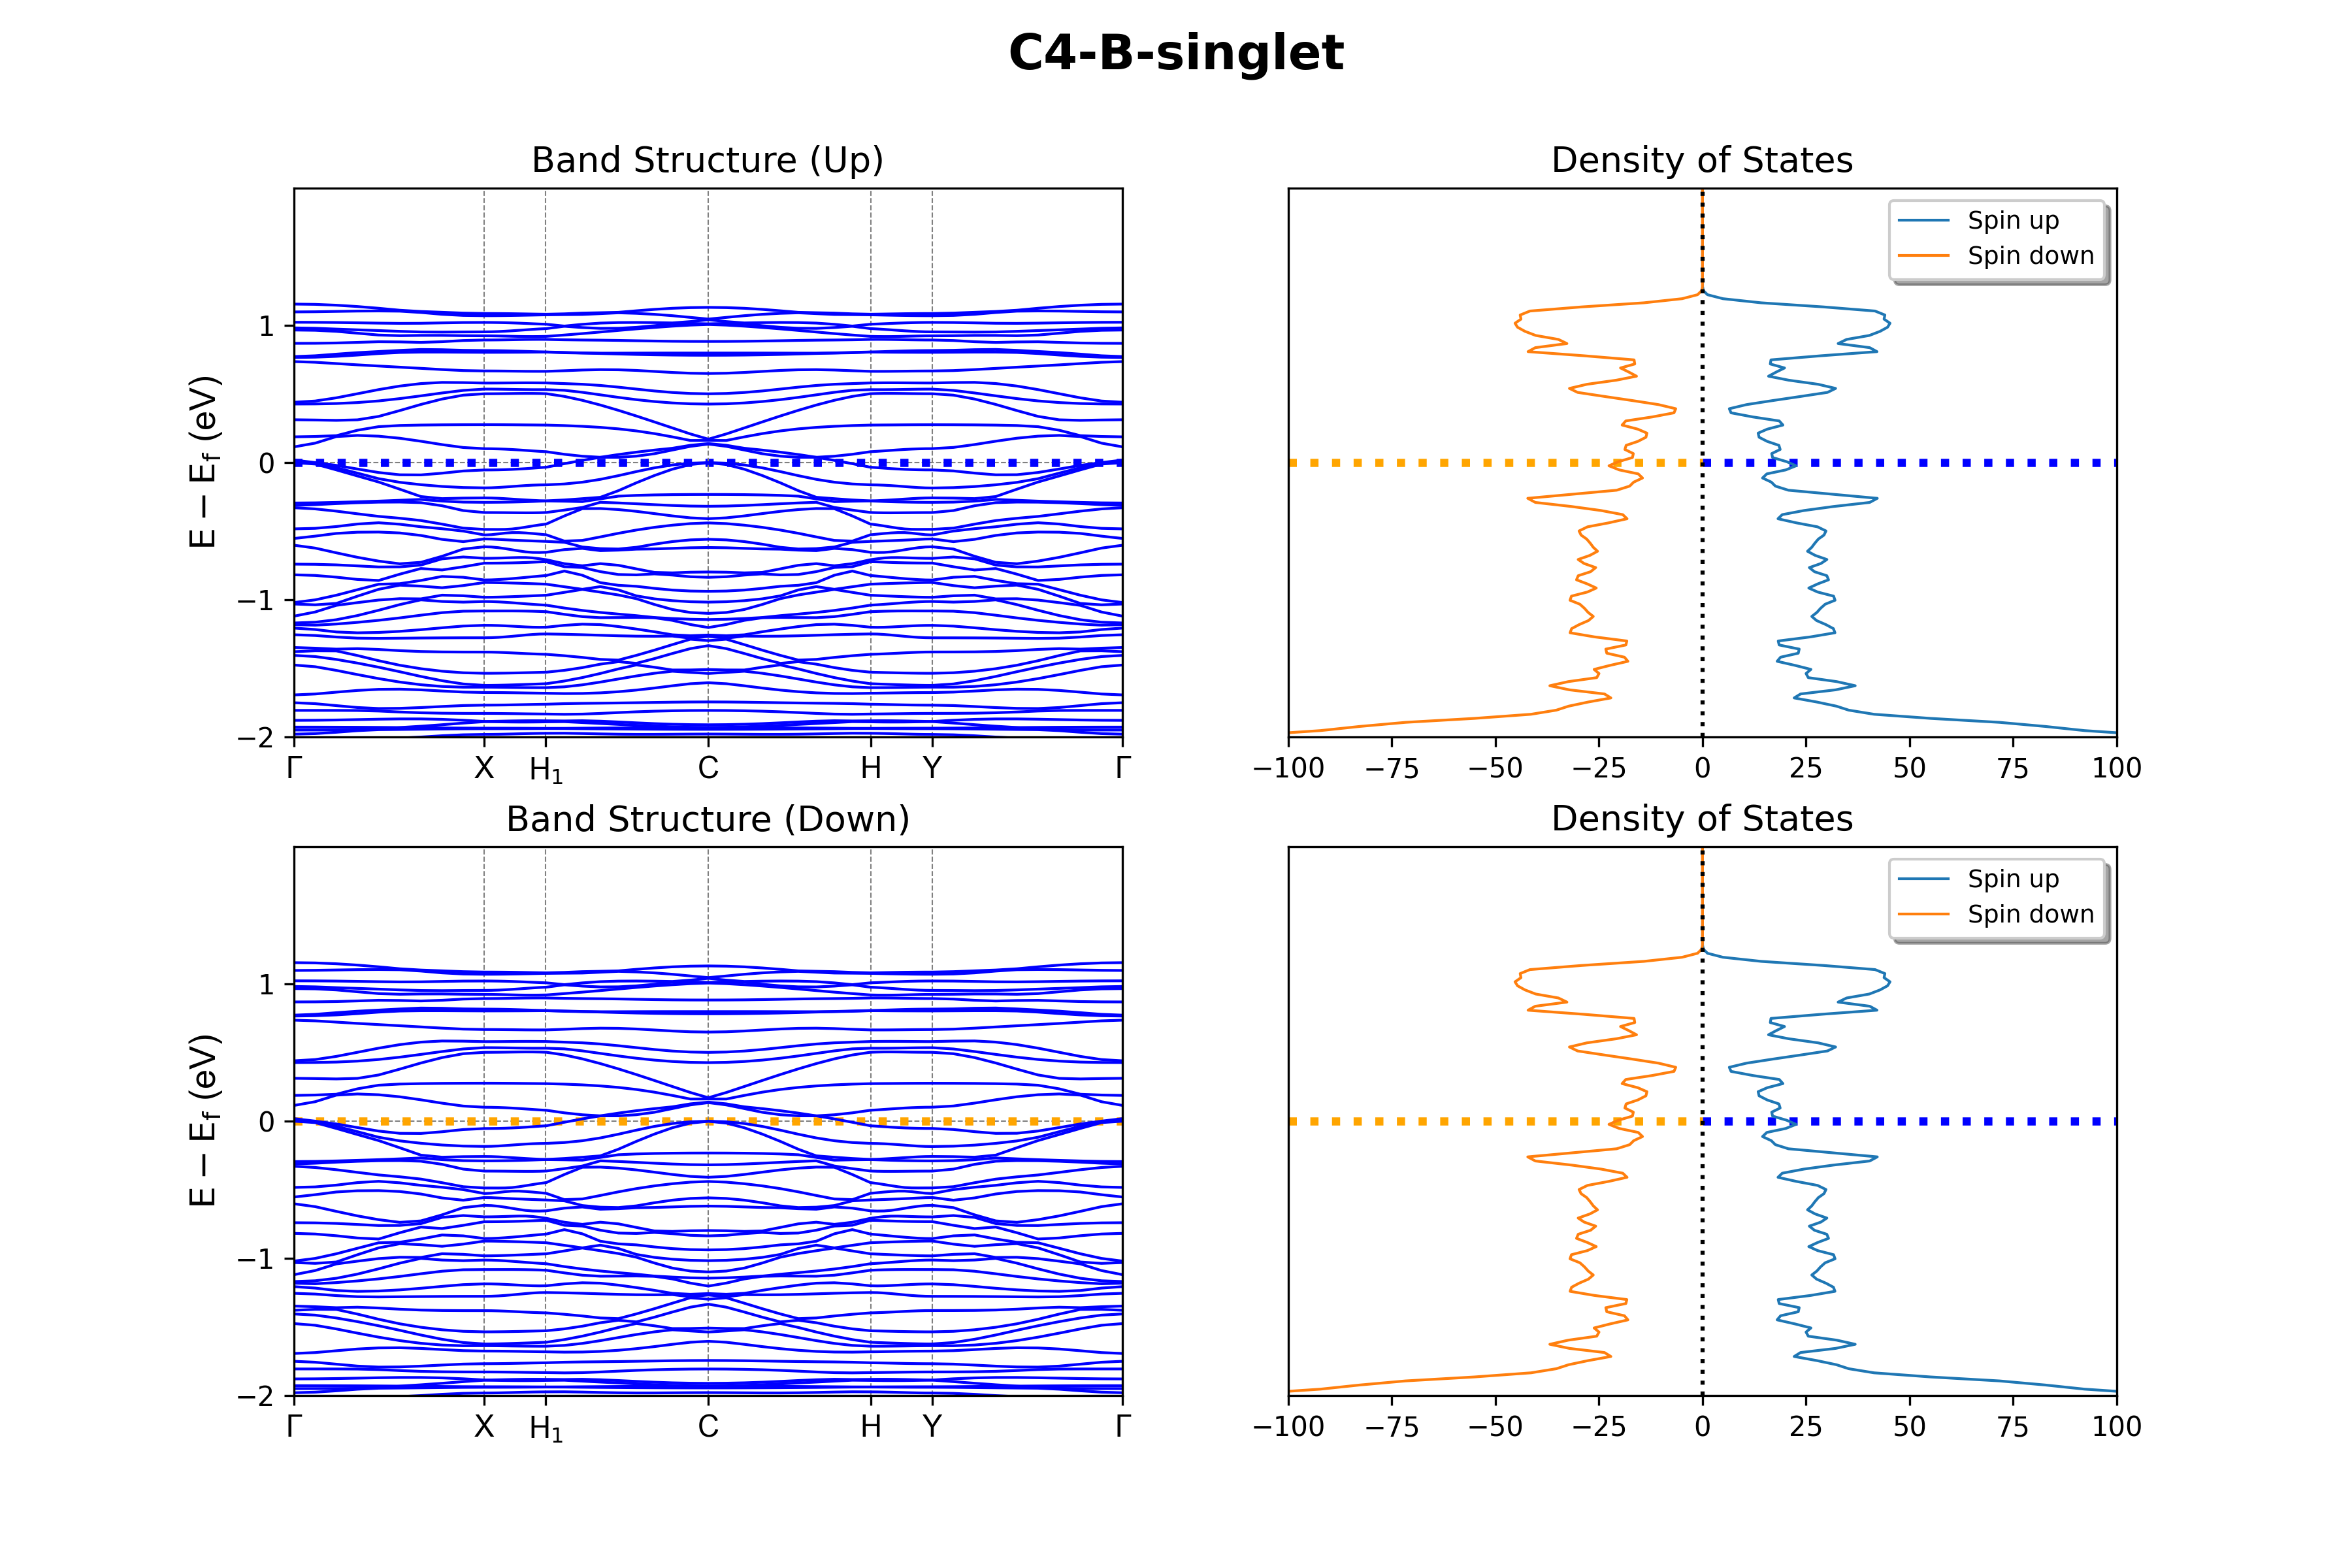 C4-B-singlet
Band Structure (Up)
E − E_f (eV)
1
0
−1
−2
Γ X H₁ C H Y Γ
Density of States
Spin up
Spin down
−100 −75 −50 −25 0 25 50 75 100
Band Structure (Down)
E − E_f (eV)
1
0
−1
−2
Γ X H₁ C H Y Γ
Density of States
Spin up
Spin down
−100 −75 −50 −25 0 25 50 75 100